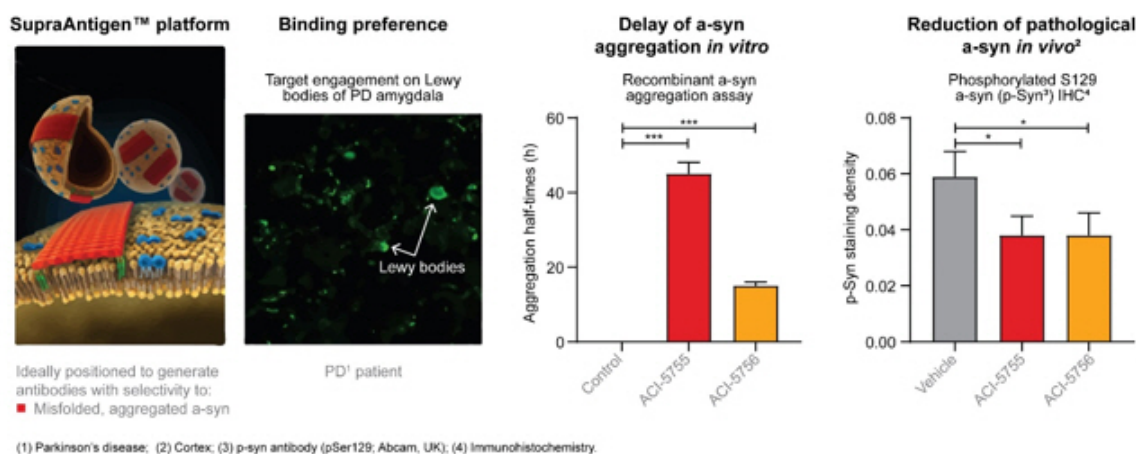 SupraAntigen™ platform
Binding preference
Target engagement on Lewy
bodies of PD amygdala
Lewy bodies
Ideally positioned to generate
antibodies with selectivity to:
Misfolded, aggregated a-syn
PD¹ patient
Delay of a-syn
aggregation in vitro
Recombinant a-syn
aggregation assay
Aggregation half-times (h)
60
40
20
0
***
***
Control
ACI-5755
ACI-5756
Reduction of pathological
a-syn in vivo²
Phosphorylated S129
a-syn (p-Syn³) IHC⁴
p-Syn staining density
0.08
0.06
0.04
0.02
0.00
*
*
Vehicle
ACI-5755
ACI-5756
(1) Parkinson's disease; (2) Cortex; (3) p-syn antibody (pSer129; Abcam, UK); (4) Immunohistochemistry.